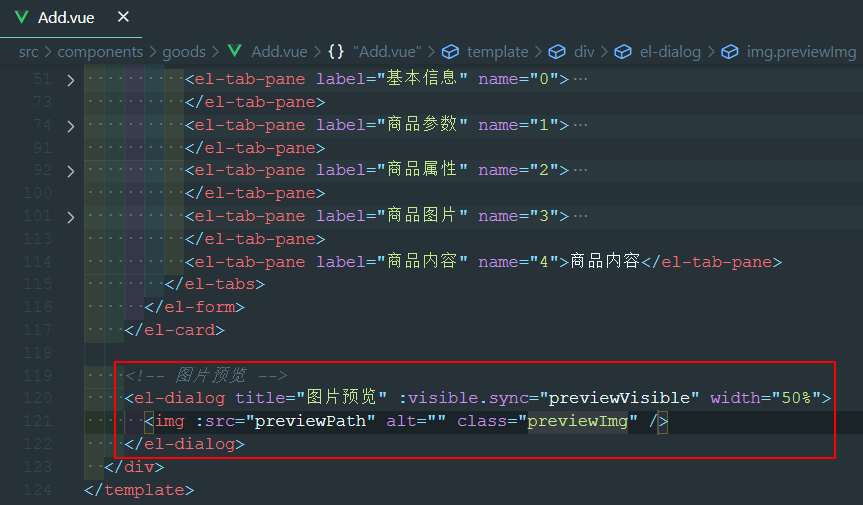 Add.vue ×
src > components > goods > Add.vue > {} "Add.vue" > template > div > el-dialog > img.previewImg
51 > <el-tab-pane label="基本信息" name="0">…
73 </el-tab-pane>
74 > <el-tab-pane label="商品参数" name="1">…
91 </el-tab-pane>
92 > <el-tab-pane label="商品属性" name="2">…
100 </el-tab-pane>
101 > <el-tab-pane label="商品图片" name="3">…
113 </el-tab-pane>
114 <el-tab-pane label="商品内容" name="4">商品内容</el-tab-pane>
115 </el-tabs>
116 </el-form>
117 </el-card>
118
119 <!-- 图片预览 -->
120 <el-dialog title="图片预览" :visible.sync="previewVisible" width="50%">
121 <img :src="previewPath" alt="" class="previewImg" />
122 </el-dialog>
123 </div>
124 </template>